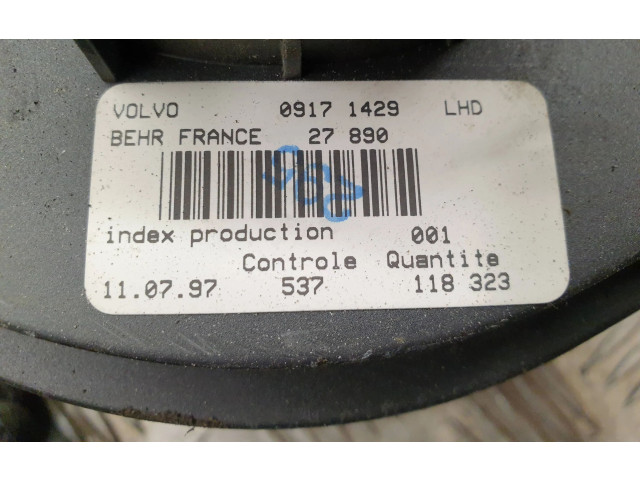 VOLVO 0917 1429 LHD
BEHR FRANCE 27 890
index production 001
Controle Quantite
11.07.97 537 118 323